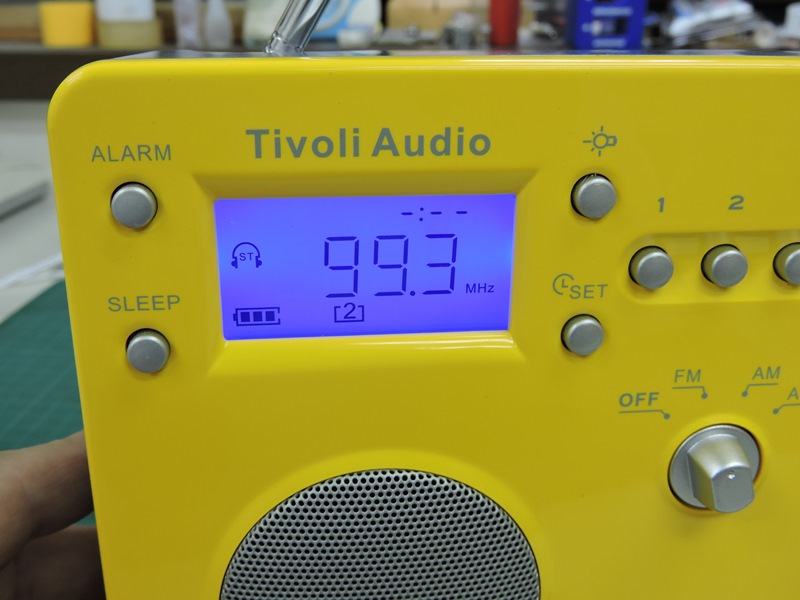 Tivoli Audio
ALARM
1 2
-:--
ST
99.3 MHz
SET
SLEEP
[2]
FM AM
OFF